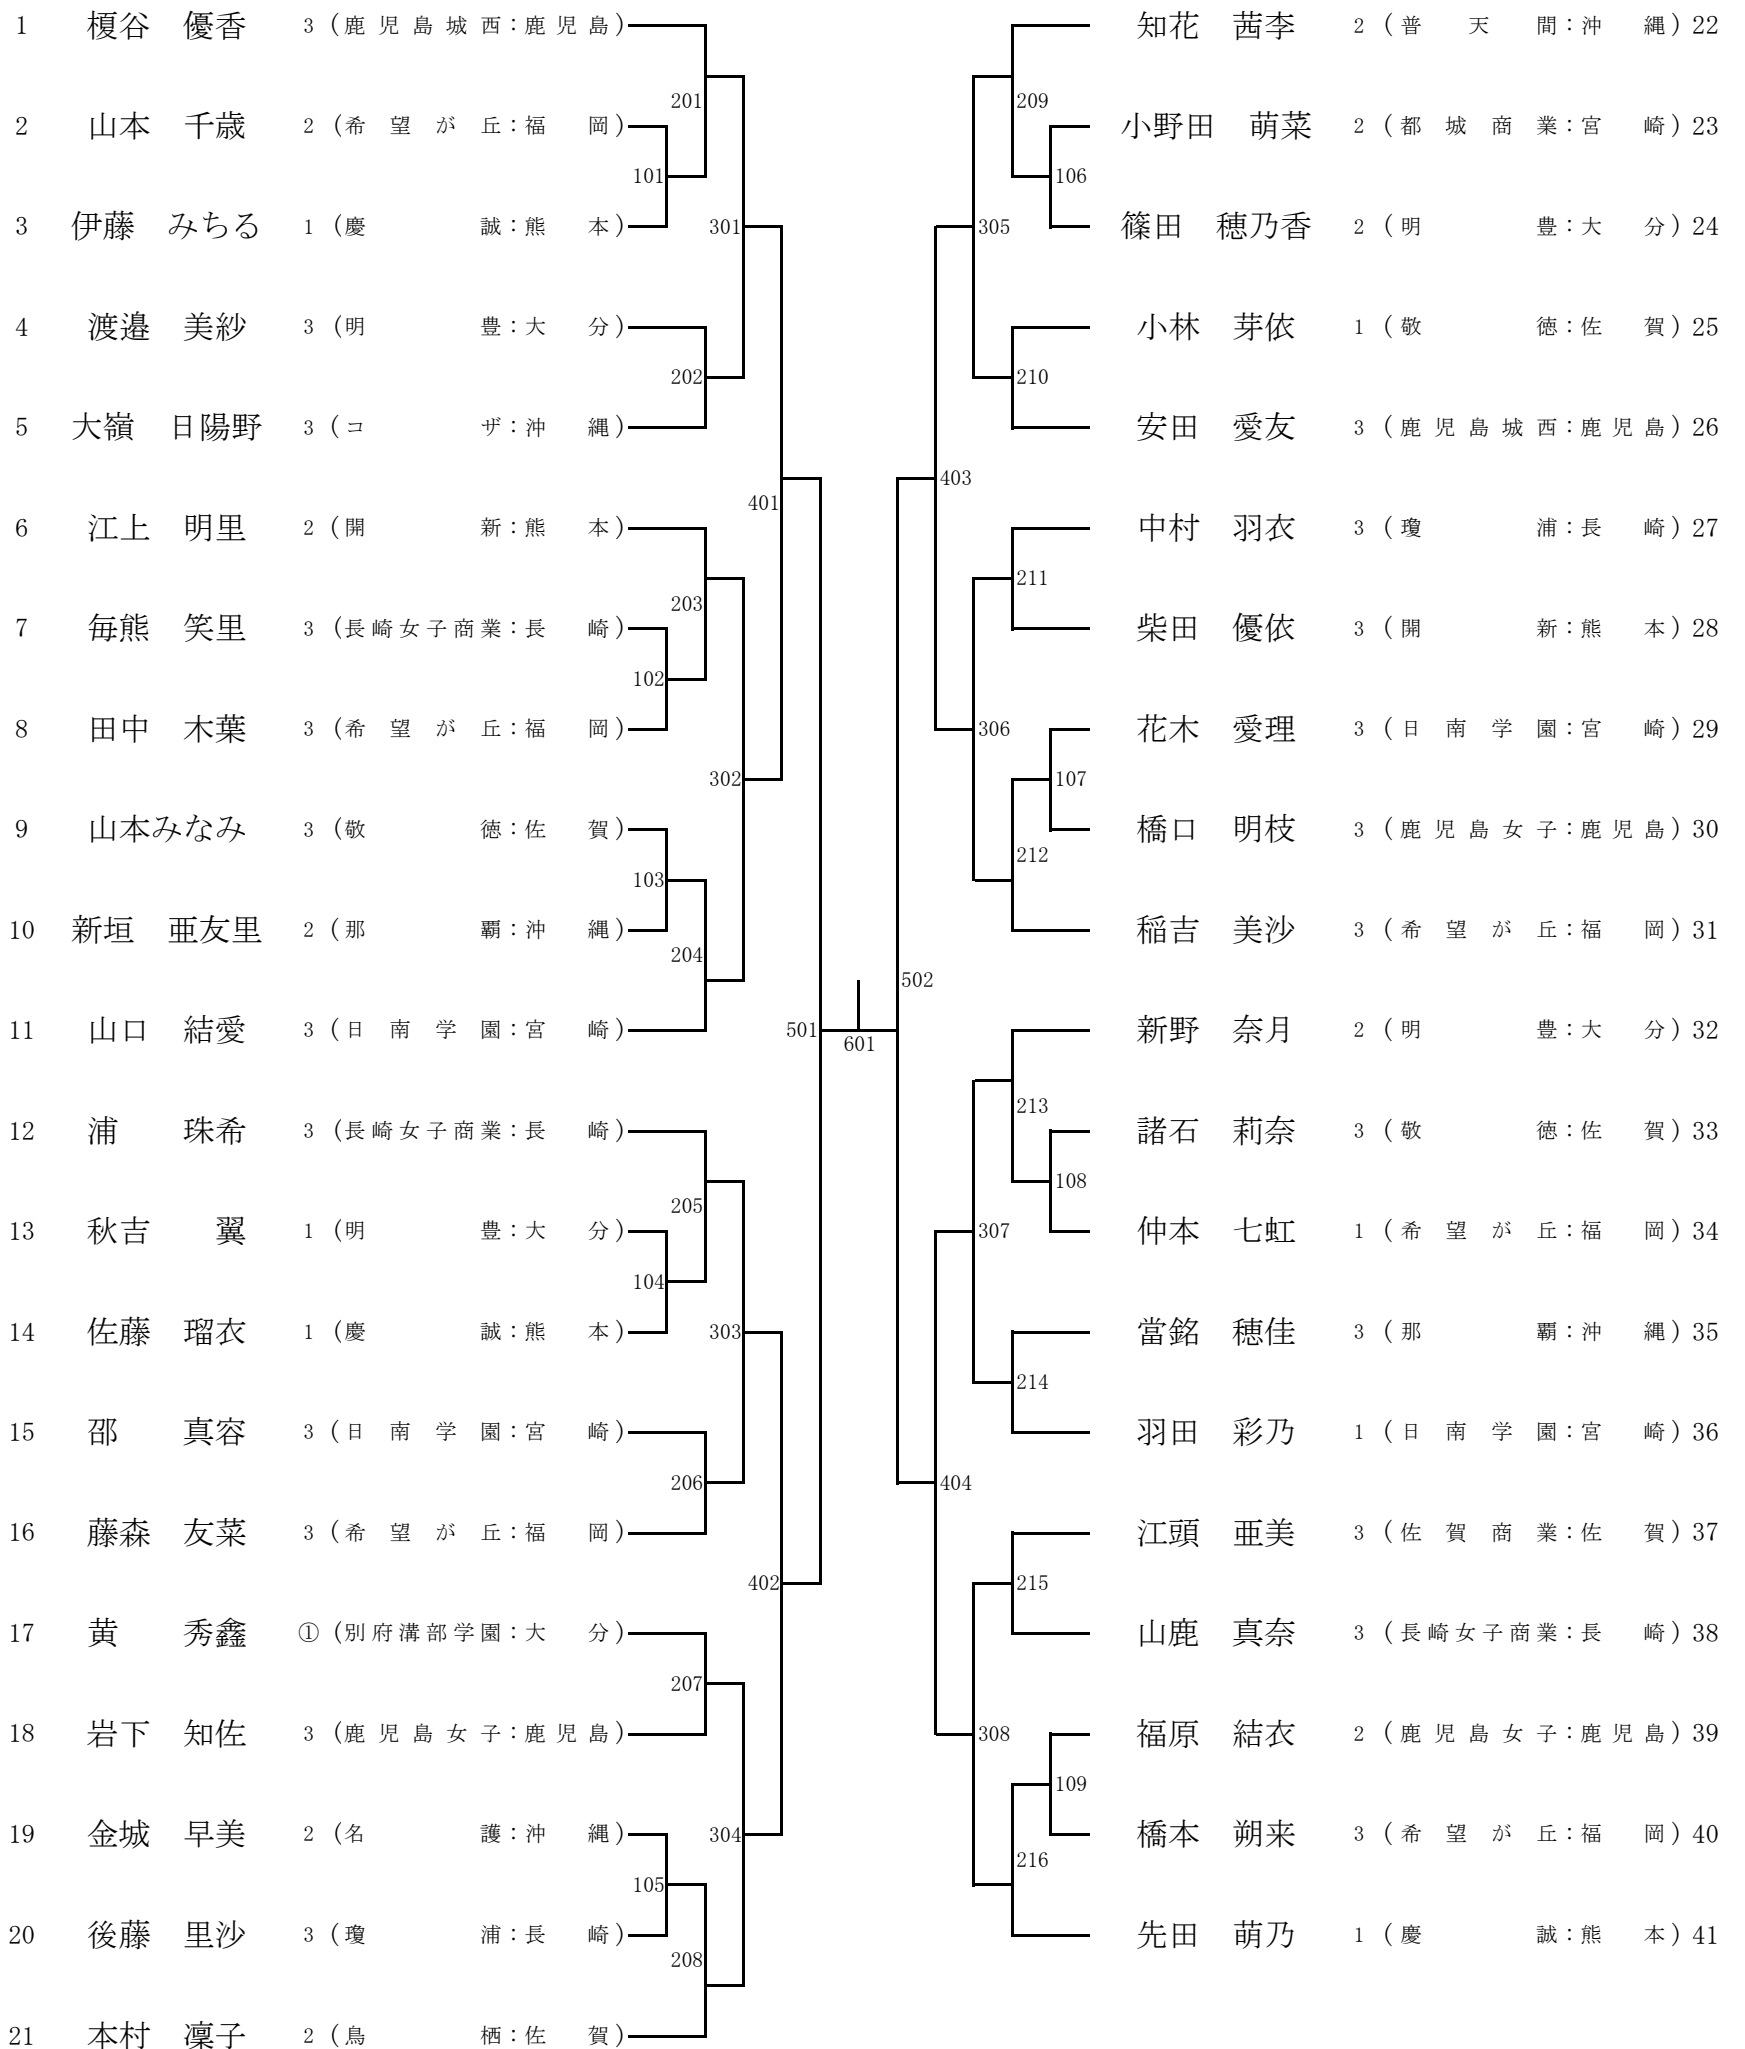 1 榎谷 優香 3 (鹿児島城西:鹿児島)
201
2 山本 千歳 2 (希望が丘:福岡)
101
3 伊藤 みちる 1 (慶誠:熊本)
301
4 渡邉 美紗 3 (明豊:大分)
202
5 大嶺 日陽野 3 (コザ:沖縄)
401
6 江上 明里 2 (開新:熊本)
203
7 毎熊 笑里 3 (長崎女子商業:長崎)
102
8 田中 木葉 3 (希望が丘:福岡)
302
9 山本みなみ 3 (敬徳:佐賀)
103
10 新垣 亜友里 2 (那覇:沖縄)
204
11 山口 結愛 3 (日南学園:宮崎)
501
601
12 浦 珠希 3 (長崎女子商業:長崎)
205
13 秋吉 翼 1 (明豊:大分)
104
14 佐藤 瑠衣 1 (慶誠:熊本)
303
15 邵 真容 3 (日南学園:宮崎)
206
16 藤森 友菜 3 (希望が丘:福岡)
402
17 黄 秀鑫 ① (別府溝部学園:大分)
207
18 岩下 知佐 3 (鹿児島女子:鹿児島)
19 金城 早美 2 (名護:沖縄)
304
105
20 後藤 里沙 3 (瓊浦:長崎)
208
21 本村 凜子 2 (鳥栖:佐賀)
知花 茜李 2 (普天間:沖縄) 22
209
小野田 萌菜 2 (都城商業:宮崎) 23
106
篠田 穂乃香 2 (明豊:大分) 24
305
小林 芽依 1 (敬徳:佐賀) 25
210
安田 愛友 3 (鹿児島城西:鹿児島) 26
403
中村 羽衣 3 (瓊浦:長崎) 27
211
柴田 優依 3 (開新:熊本) 28
花木 愛理 3 (日南学園:宮崎) 29
306
107
橋口 明枝 3 (鹿児島女子:鹿児島) 30
212
稲吉 美沙 3 (希望が丘:福岡) 31
502
新野 奈月 2 (明豊:大分) 32
213
諸石 莉奈 3 (敬徳:佐賀) 33
108
仲本 七虹 1 (希望が丘:福岡) 34
307
當銘 穂佳 3 (那覇:沖縄) 35
214
羽田 彩乃 1 (日南学園:宮崎) 36
404
江頭 亜美 3 (佐賀商業:佐賀) 37
215
山鹿 真奈 3 (長崎女子商業:長崎) 38
福原 結衣 2 (鹿児島女子:鹿児島) 39
308
109
橋本 朔来 3 (希望が丘:福岡) 40
216
先田 萌乃 1 (慶誠:熊本) 41